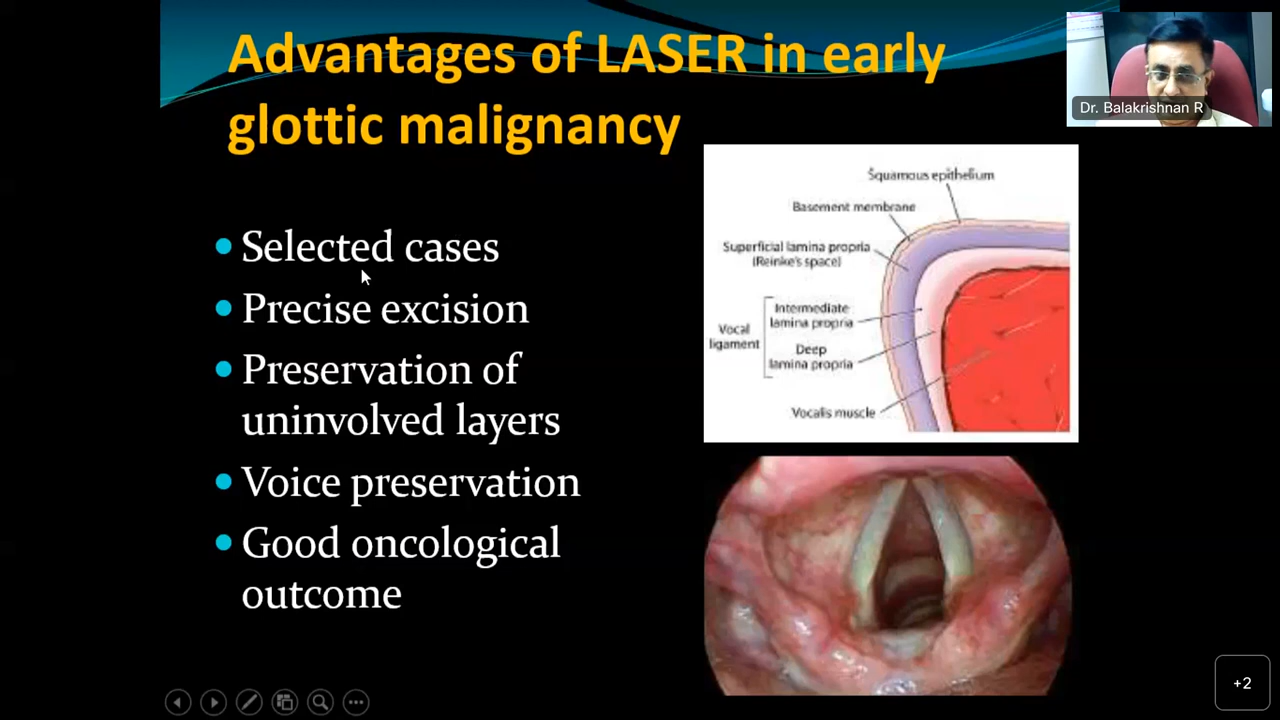 Advantages of LASER in early
glottic malignancy
Dr. Balakrishnan R
Selected cases
Precise excision
Preservation of
uninvolved layers
Voice preservation
Good oncological
outcome
Squamous epithelium
Basement membrane
Superficial lamina propria
(Reinke's space)
Intermediate
lamina propria
Vocal
ligament
Deep
lamina propria
Vocalis muscle
+2